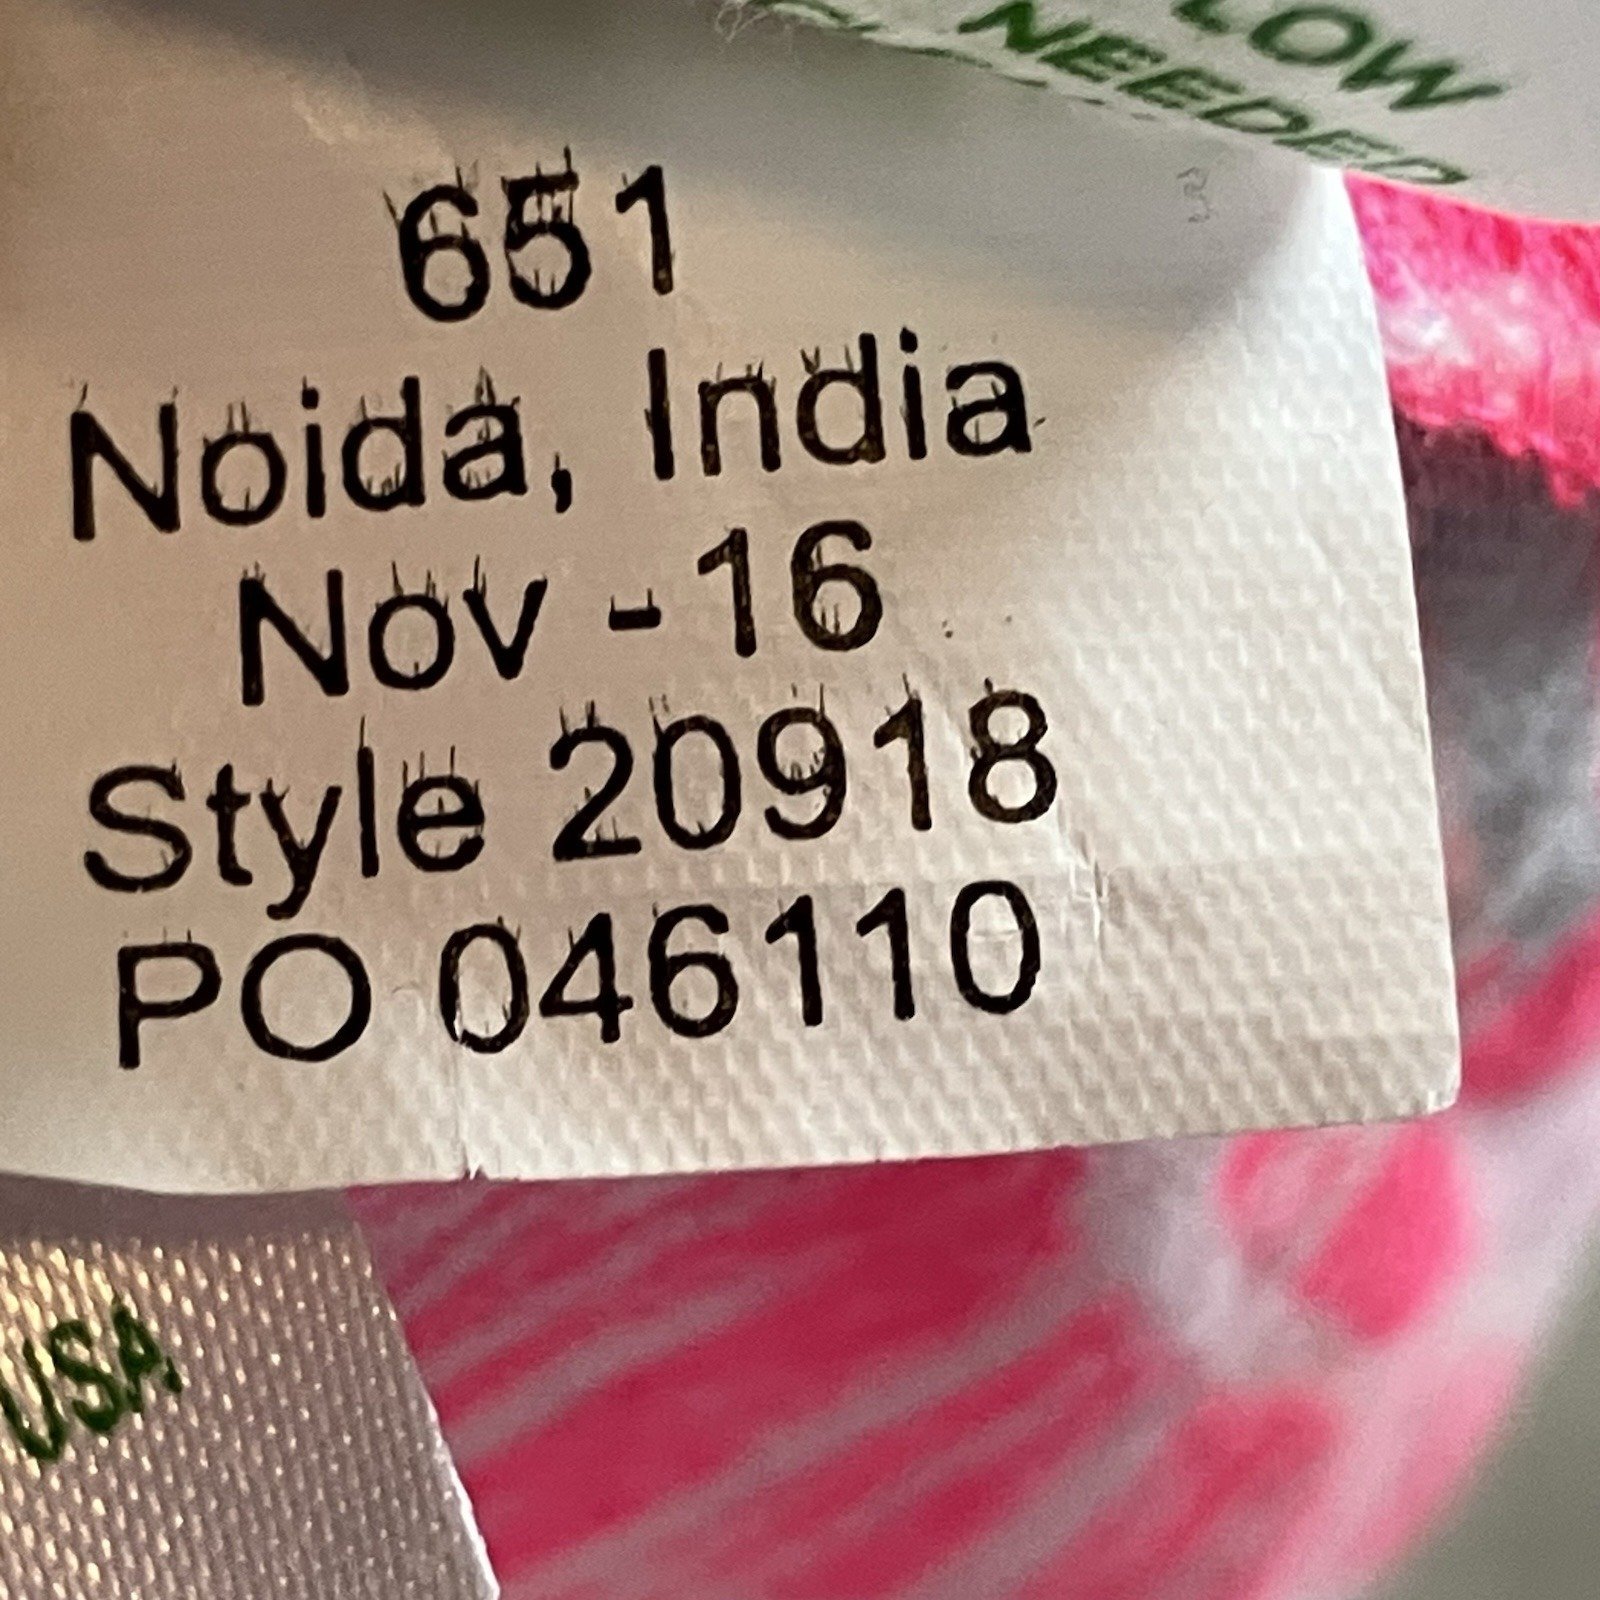 LOW
NEEDED
651
Noida, India
Nov - 16
Style 20918
PO 046110
USA